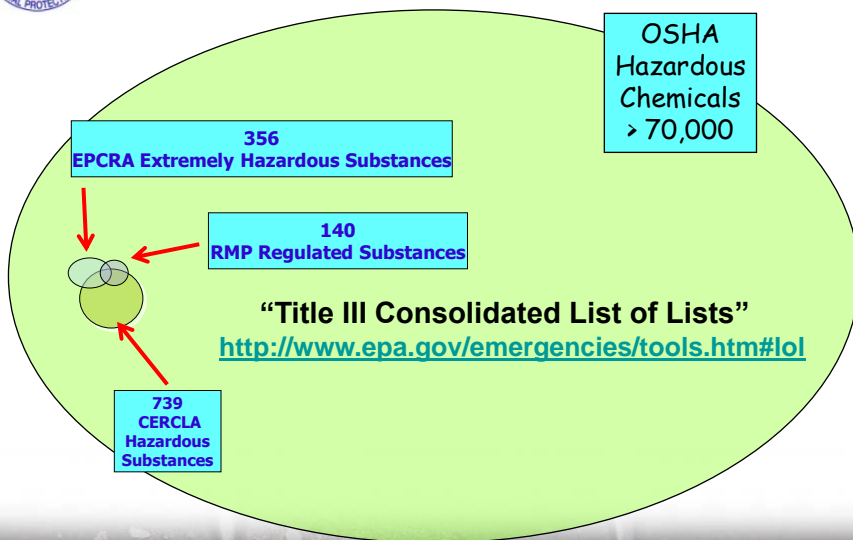 PROTECT
OSHA
Hazardous
Chemicals
> 70,000
356
EPCRA Extremely Hazardous Substances
140
RMP Regulated Substances
“Title III Consolidated List of Lists”
http://www.epa.gov/emergencies/tools.htm#lol
739
CERCLA
Hazardous
Substances